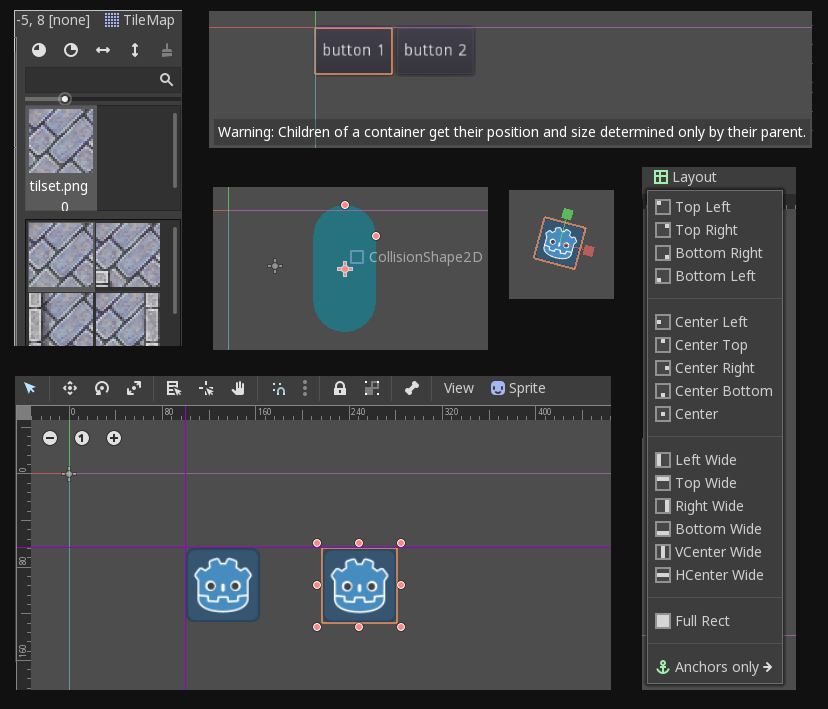 -5, 8 [none] TileMap
tilset.png
0
button 1 button 2
Warning: Children of a container get their position and size determined only by their parent.
CollisionShape2D
Layout
Top Left
Top Right
Bottom Right
Bottom Left
Center Left
Center Top
Center Right
Center Bottom
Center
Left Wide
Top Wide
Right Wide
Bottom Wide
VCenter Wide
HCenter Wide
Full Rect
Anchors only
View Sprite
0 80 160 240 320 400
1
0
80
160